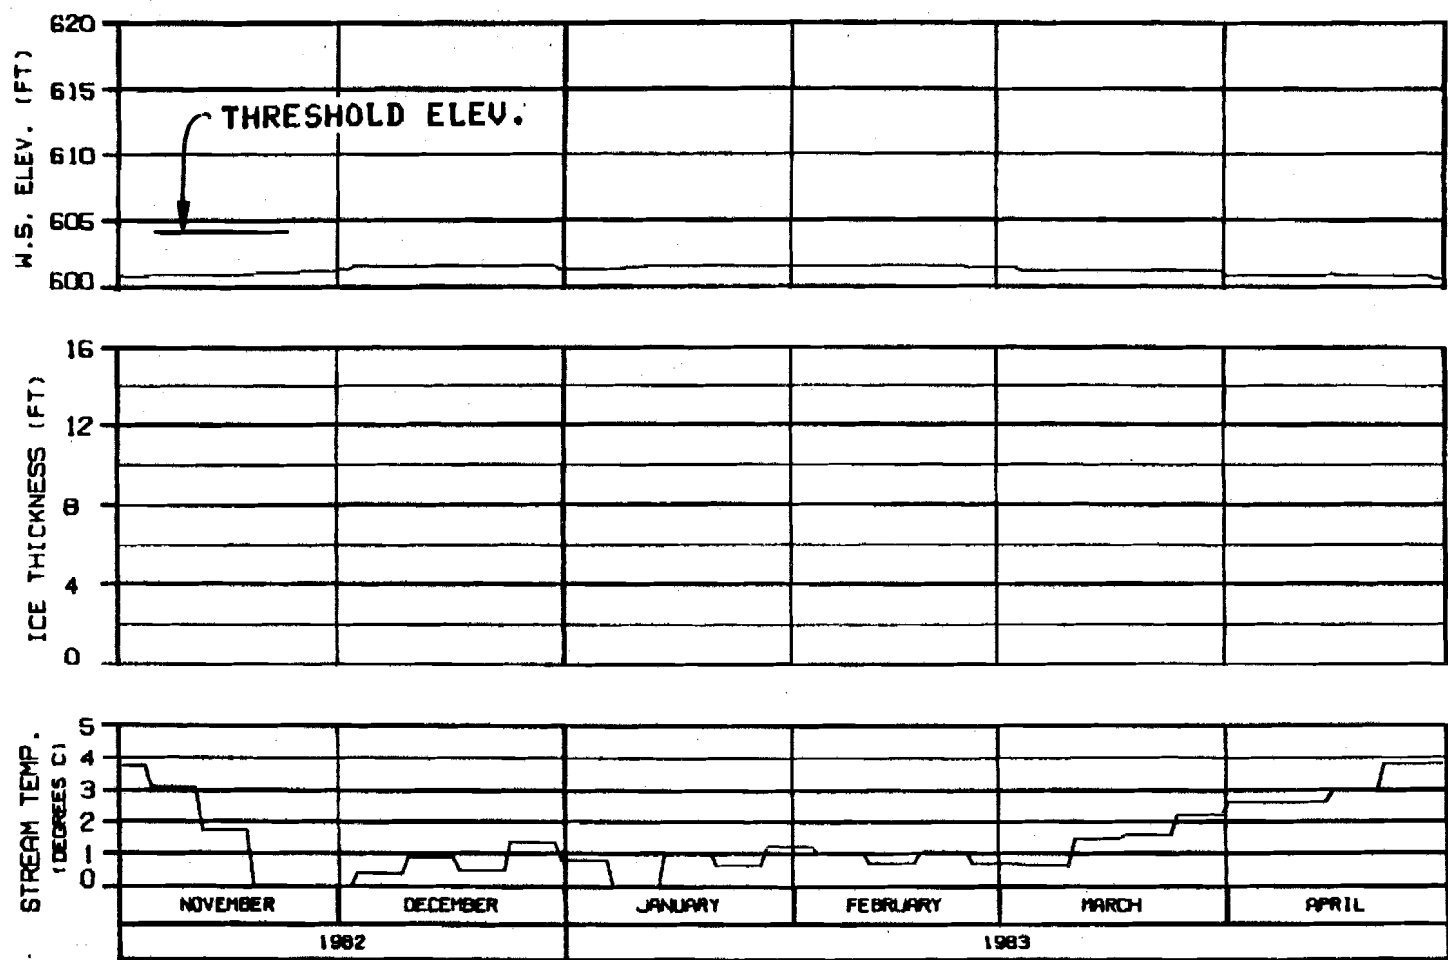 W.S. ELEV. (FT)
620
615
610
605
600
THRESHOLD ELEV.
ICE THICKNESS (FT)
16
12
8
4
0
STREAM TEMP.
(DEGREES C)
5
4
3
2
1
0
NOVEMBER DECEMBER JANUARY FEBRUARY MARCH APRIL
1982 1983